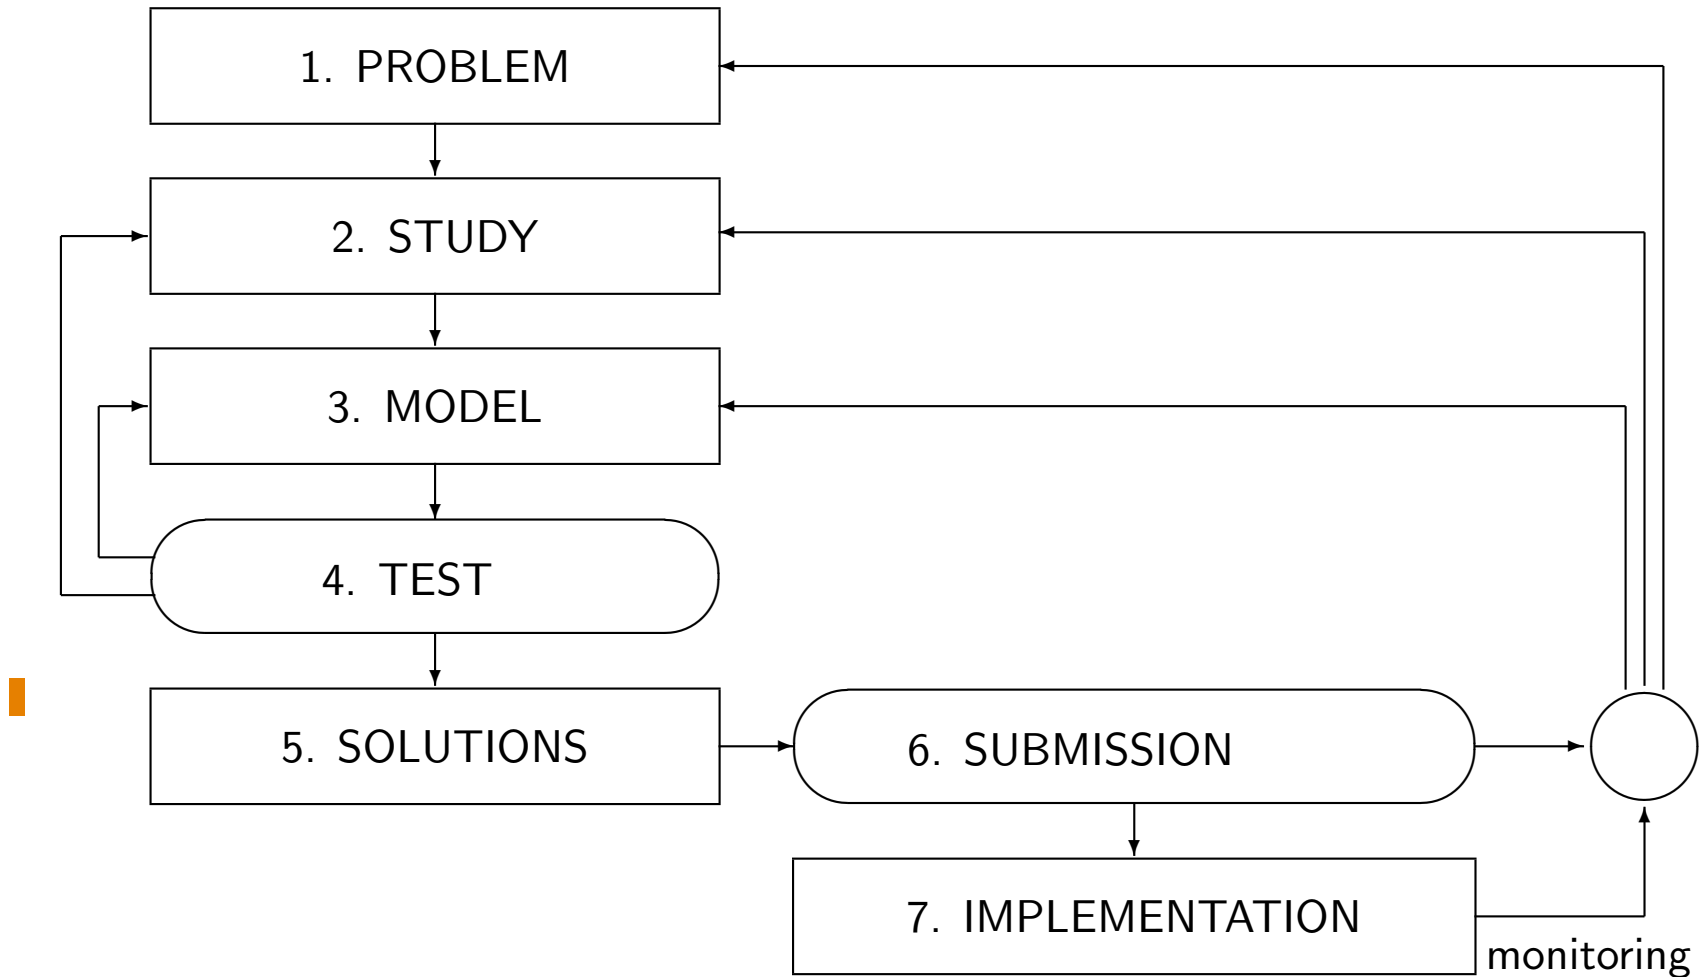 1. PROBLEM
2. STUDY
3. MODEL
4. TEST
5. SOLUTIONS
6. SUBMISSION
7. IMPLEMENTATION
monitoring